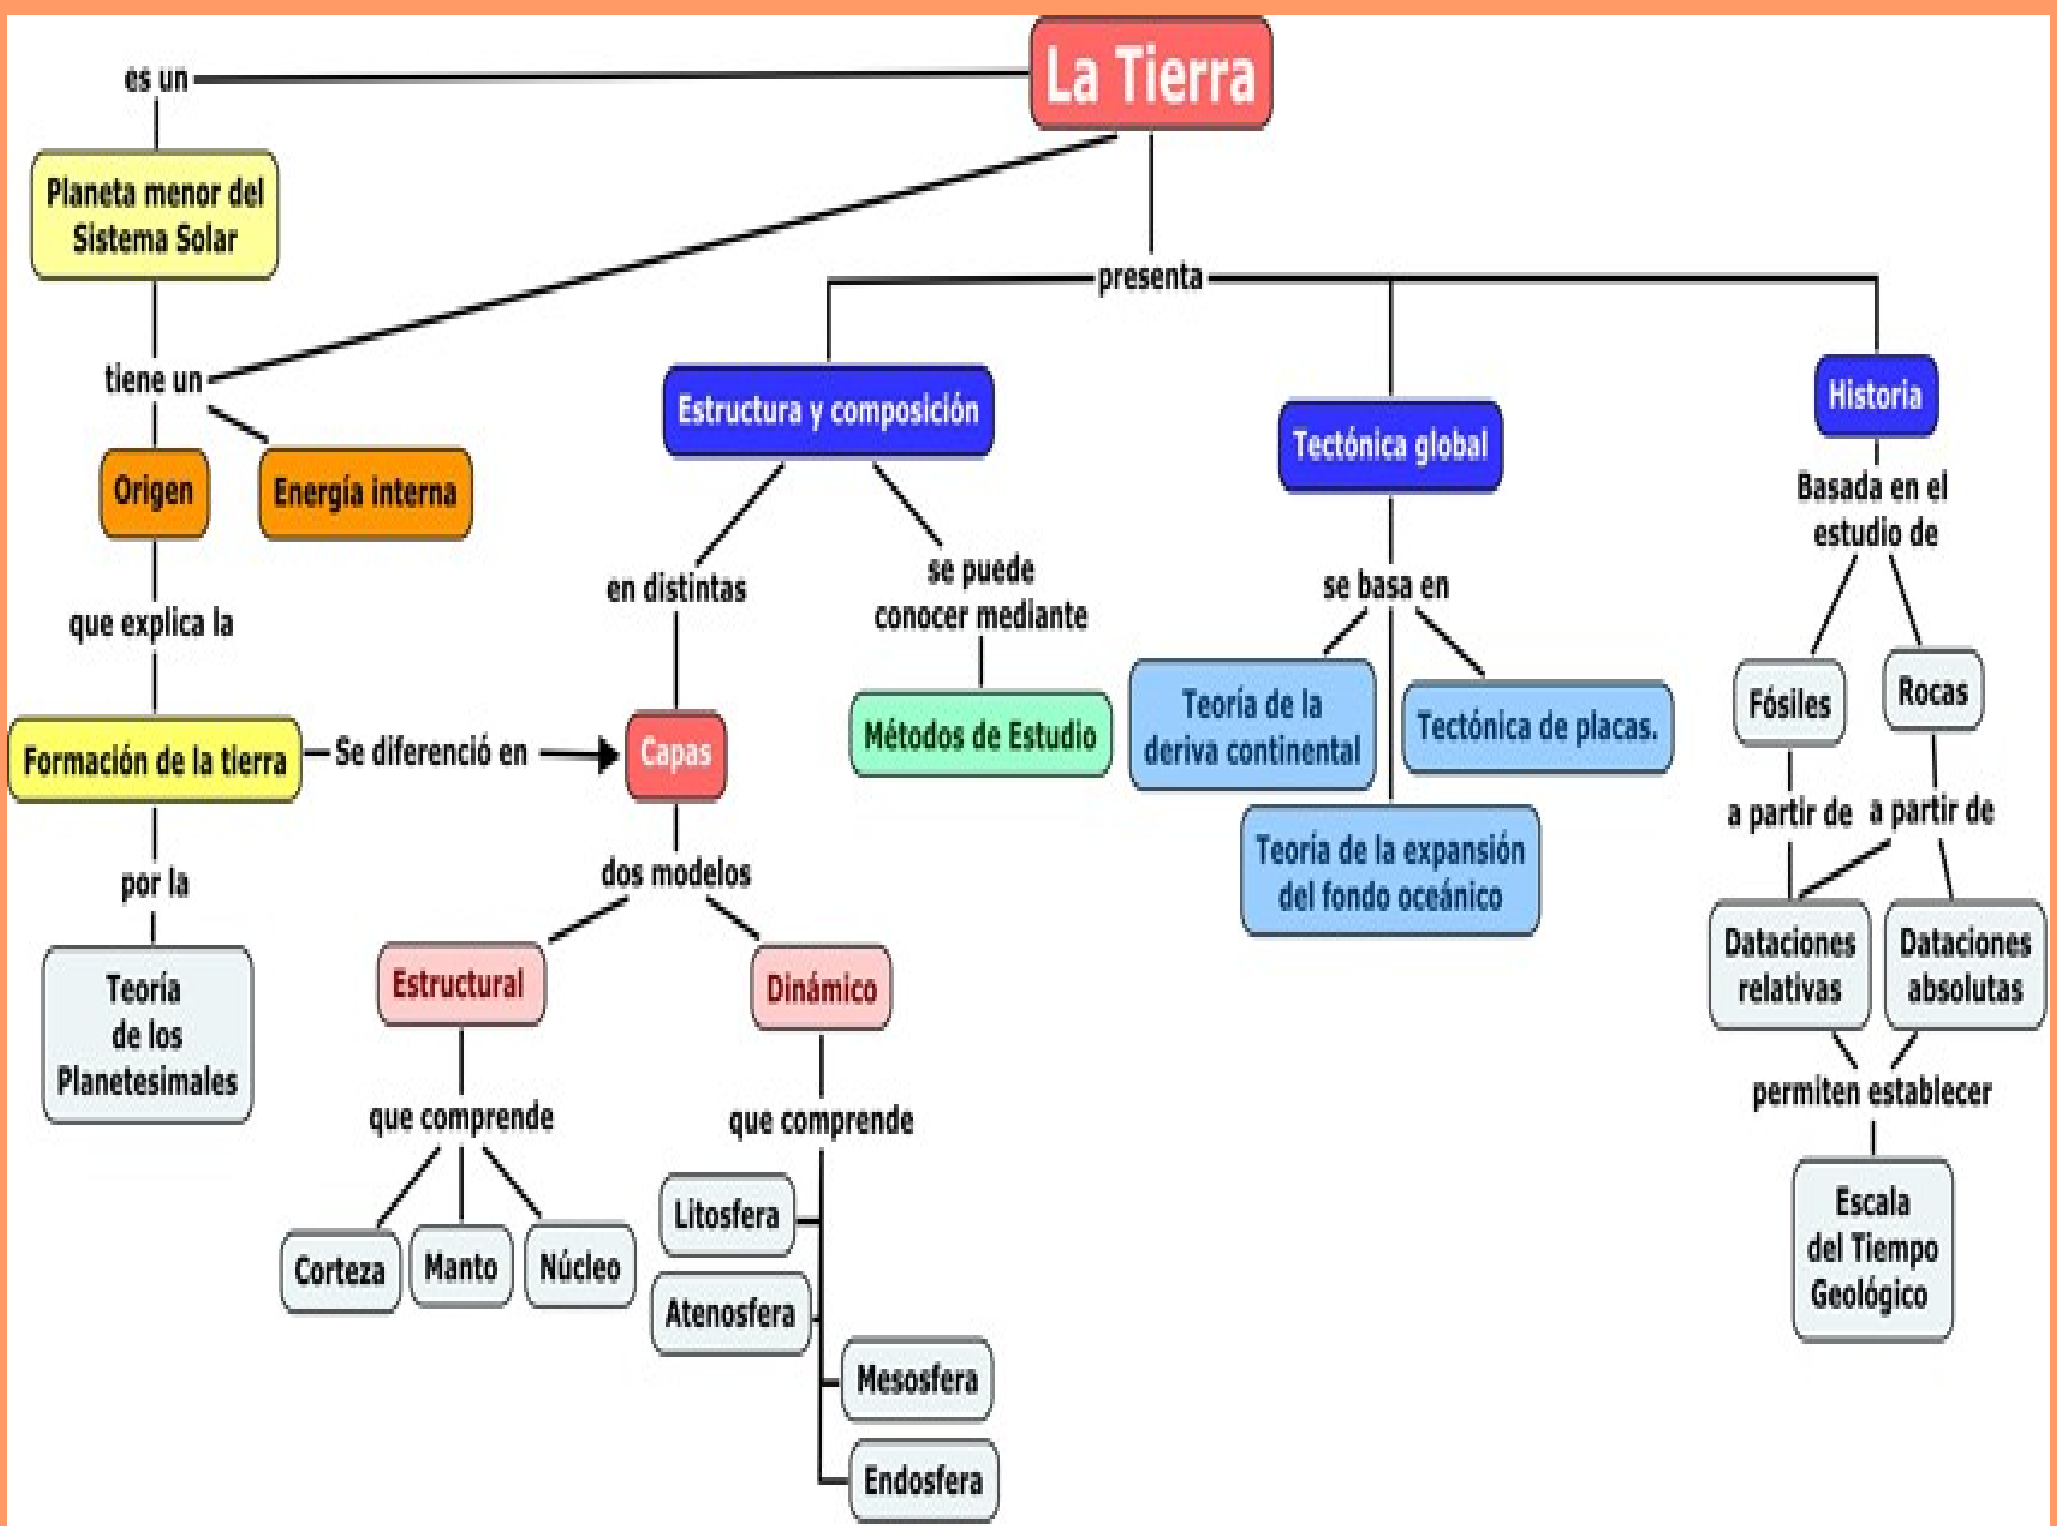 La Tierra
es un
Planeta menor del
Sistema Solar
presenta
tiene un
Origen
Energía interna
Estructura y composición
Tectónica global
Historia
que explica la
en distintas
se puede
conocer mediante
se basa en
Basada en el
estudio de
Formación de la tierra
Se diferenció en
Capas
Métodos de Estudio
Teoría de la
deriva continental
Tectónica de placas.
Teoría de la expansión
del fondo oceánico
Fósiles
Rocas
a partir de
a partir de
por la
dos modelos
Dataciones
relativas
Dataciones
absolutas
Teoría
de los
Planetesimales
Estructural
Dinámico
que comprende
que comprende
permiten establecer
Corteza
Manto
Núcleo
Litosfera
Atenosfera
Mesosfera
Endosfera
Escala
del Tiempo
Geológico